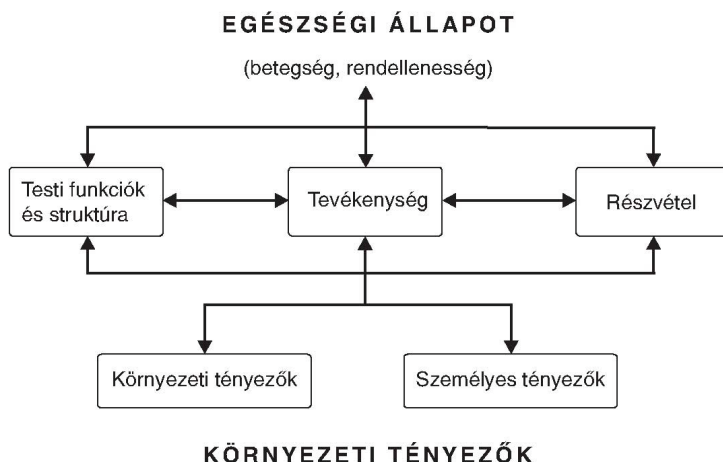 EGÉSZSÉGI ÁLLAPOT
(betegség, rendellenesség)
Testi funkciók
és struktúra
Tevékenység
Részvétel
Környezeti tényezők
Személyes tényezők
KÖRNYEZETI TÉNYEZŐK